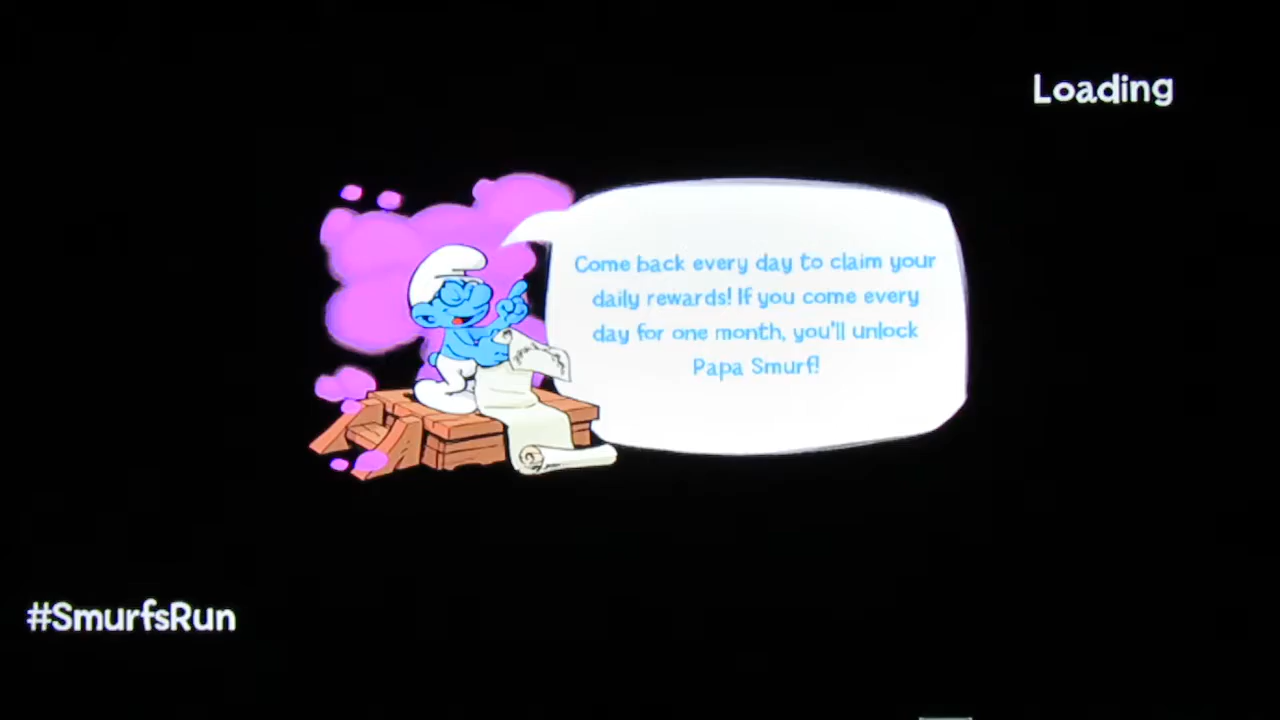 Loading
Come back every day to claim your
daily rewards! If you come every
day for one month, you'll unlock
Papa Smurf!
#SmurfsRun